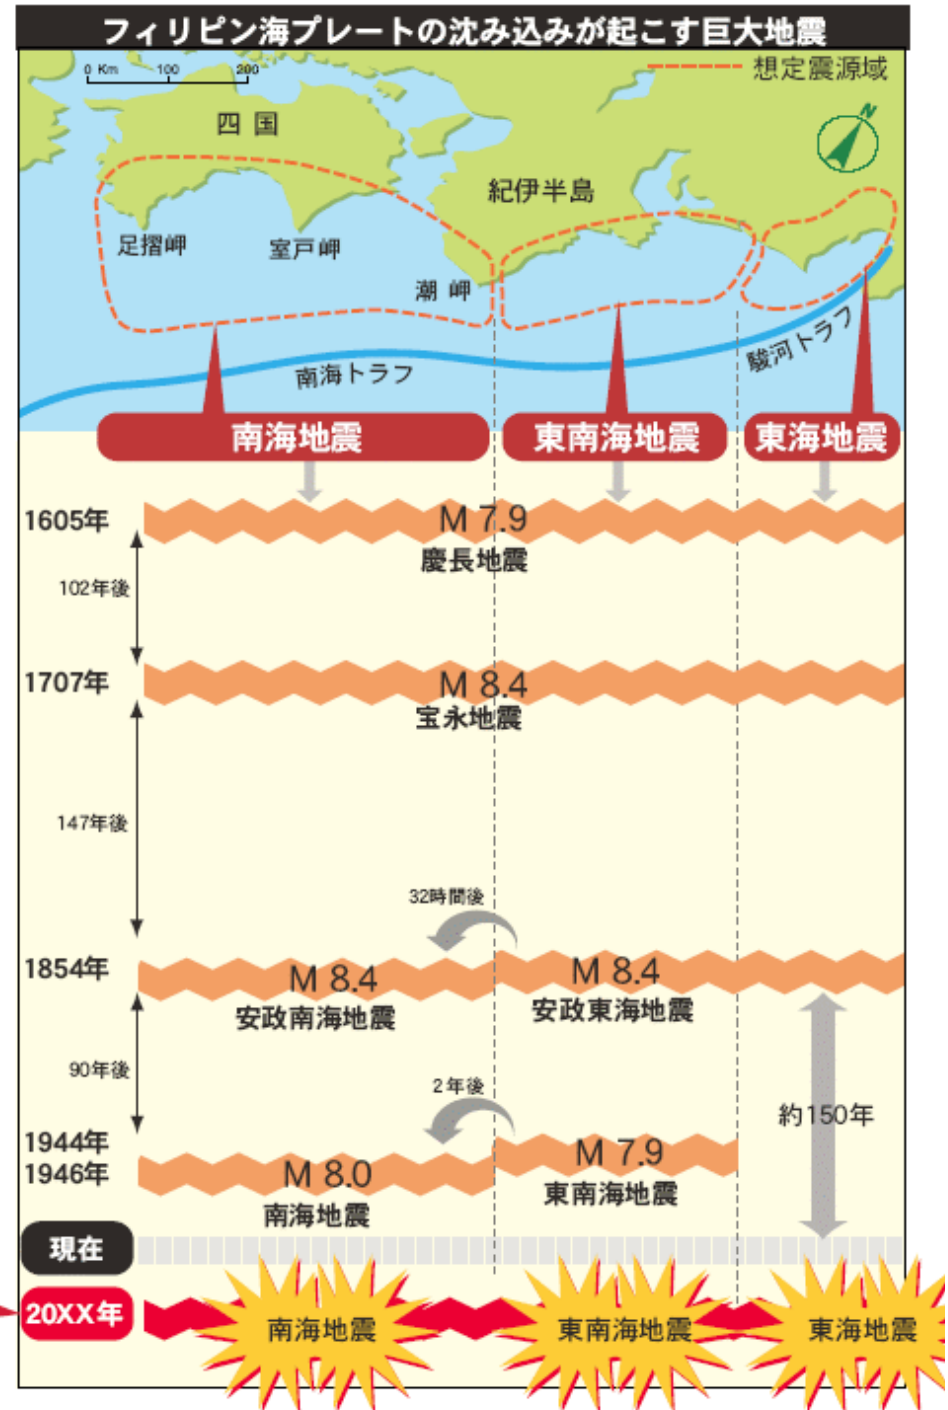 フィリピン海プレートの沈み込みが起こす巨大地震
0 Km 100 200
想定震源域
N
四国
紀伊半島
足摺岬
室戸岬
潮岬
南海トラフ
駿河トラフ
南海地震
東南海地震
東海地震
1605年
M 7.9
慶長地震
102年後
1707年
M 8.4
宝永地震
147年後
32時間後
1854年
M 8.4
M 8.4
安政南海地震
安政東海地震
90年後
2年後
約150年
1944年
M 7.9
1946年
M 8.0
東南海地震
南海地震
現在
20XX年
南海地震
東南海地震
東海地震